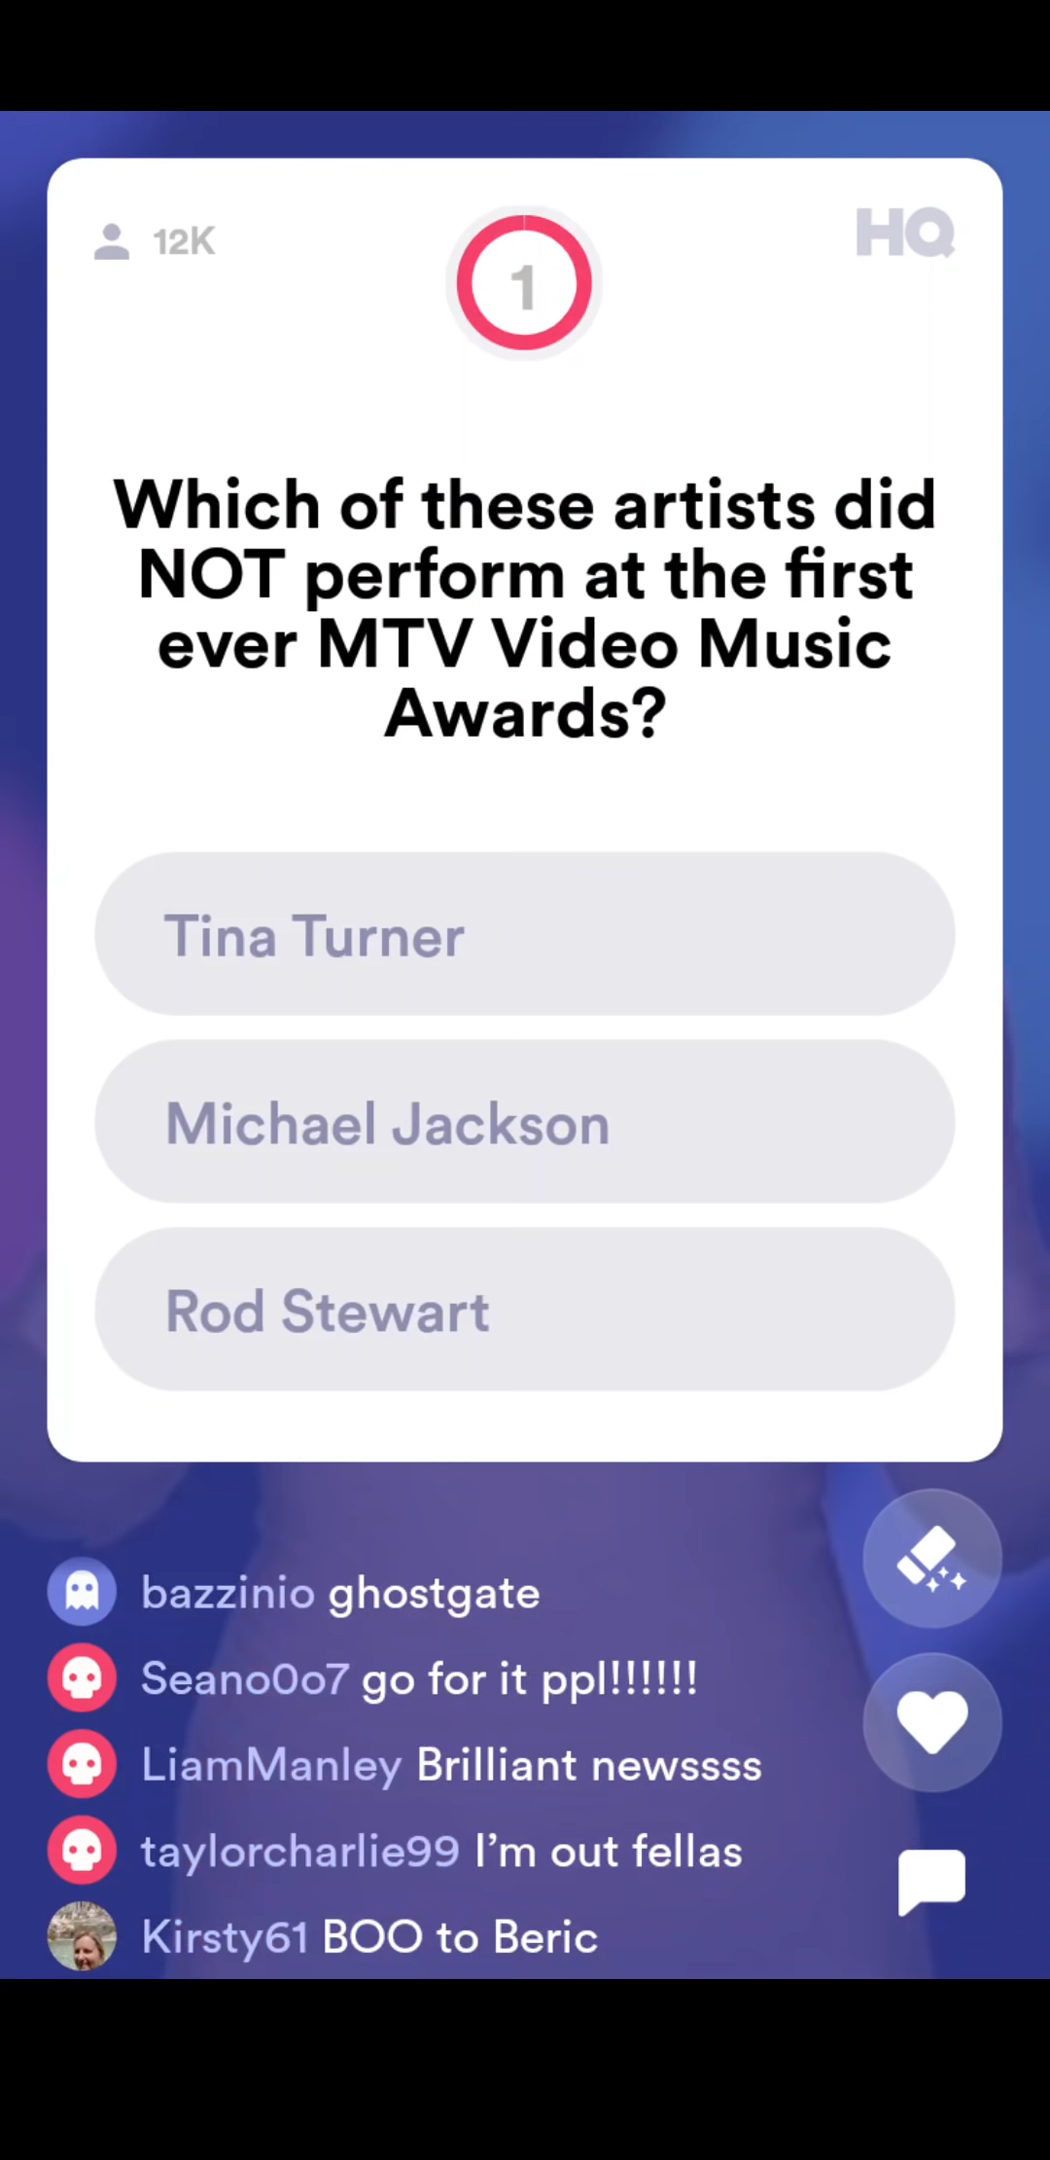 12K
1
HQ
Which of these artists did
NOT perform at the first
ever MTV Video Music
Awards?
Tina Turner
Michael Jackson
Rod Stewart
bazzinio ghostgate
Seano0o7 go for it ppl!!!!!!!
LiamManley Brilliant newssss
taylorcharlie99 I’m out fellas
Kirsty61 BOO to Beric